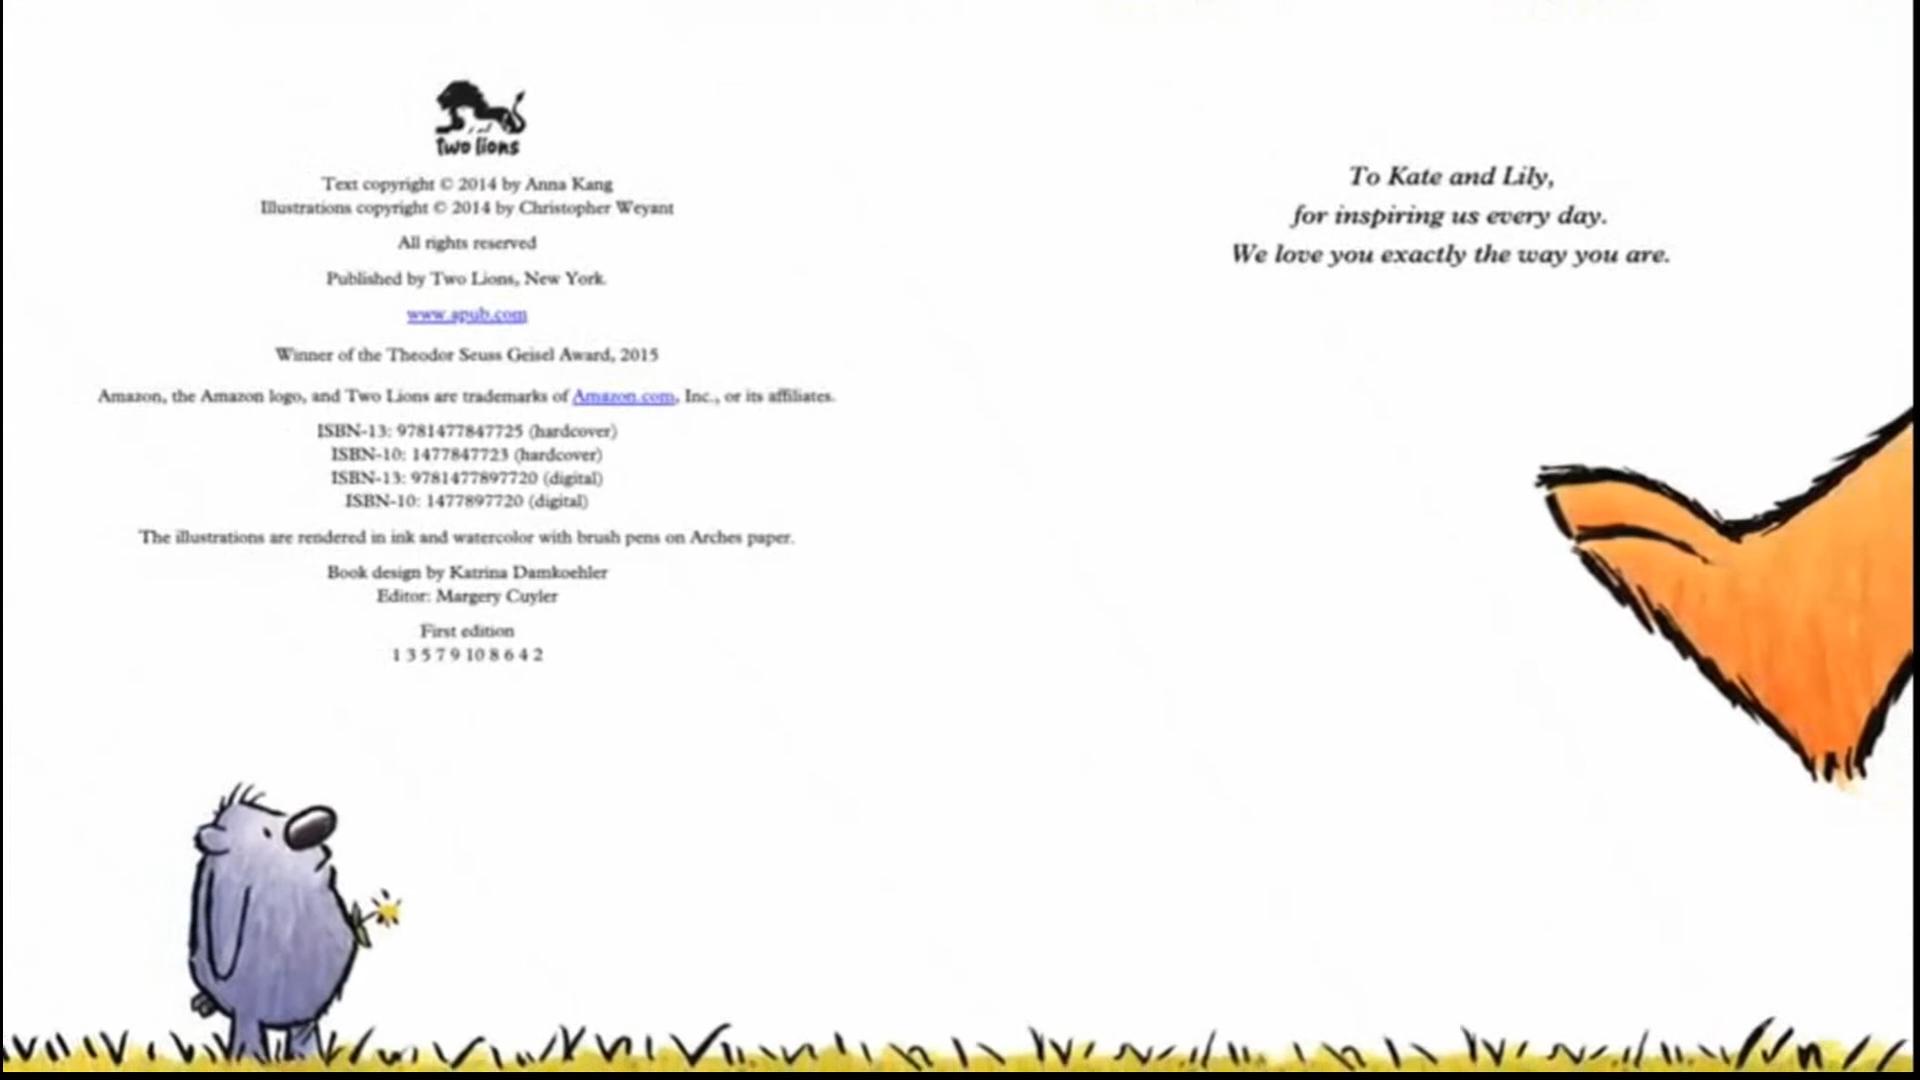 two lions
Text copyright © 2014 by Anna Kang
Illustrations copyright © 2014 by Christopher Weyant
All rights reserved
Published by Two Lions, New York.
www.apub.com
Winner of the Theodor Seuss Geisel Award, 2015
Amazon, the Amazon logo, and Two Lions are trademarks of Amazon.com, Inc., or its affiliates.
ISBN-13: 9781477847725 (hardcover)
ISBN-10: 1477847723 (hardcover)
ISBN-13: 9781477897720 (digital)
ISBN-10: 1477897720 (digital)
The illustrations are rendered in ink and watercolor with brush pens on Arches paper.
Book design by Katrina Damkoehler
Editor: Margery Cuyler
First edition
1 3 5 7 9 10 8 6 4 2
To Kate and Lily,
for inspiring us every day.
We love you exactly the way you are.